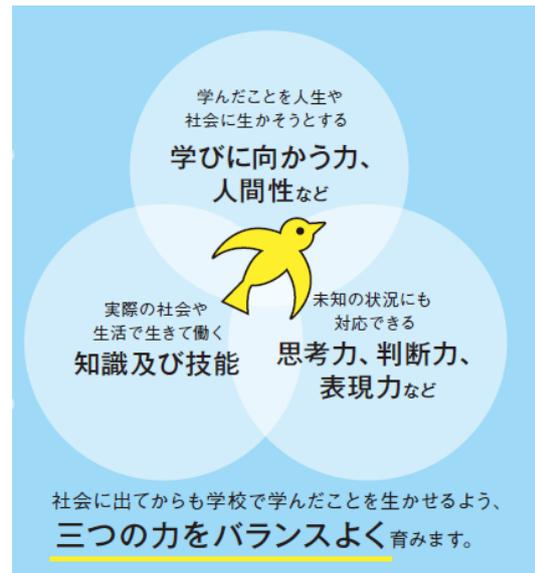 学んだことを人生や
社会に生かそうとする
学びに向かう力、
人間性など
実際の社会や
生活で生きて働く
知識及び技能
未知の状況にも
対応できる
思考力、判断力、
表現力など
社会に出てからも学校で学んだことを生かせるよう、
三つの力をバランスよく育みます。